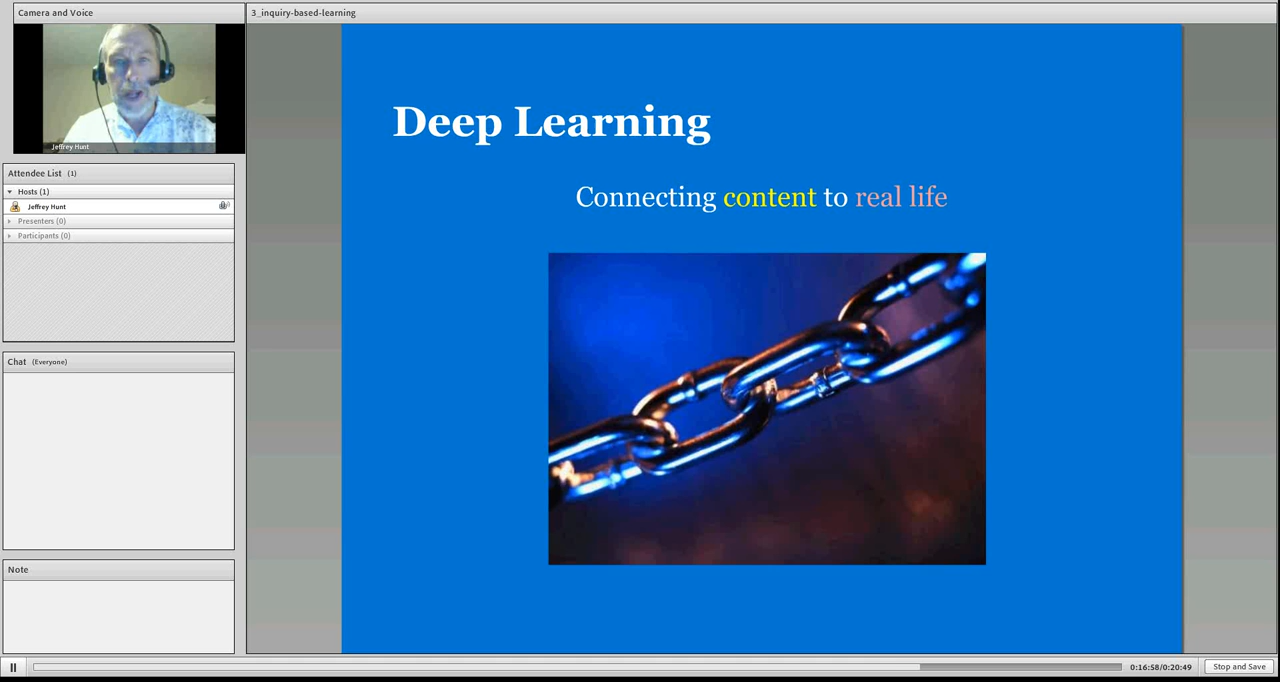 Camera and Voice
Jeffrey Hunt
Attendee List (1)
Hosts (1)
Jeffrey Hunt
Presenters (0)
Participants (0)
Chat (Everyone)
Note
3_inquiry-based-learning
Deep Learning
Connecting content to real life
0:16:58/0:20:49
Stop and Save